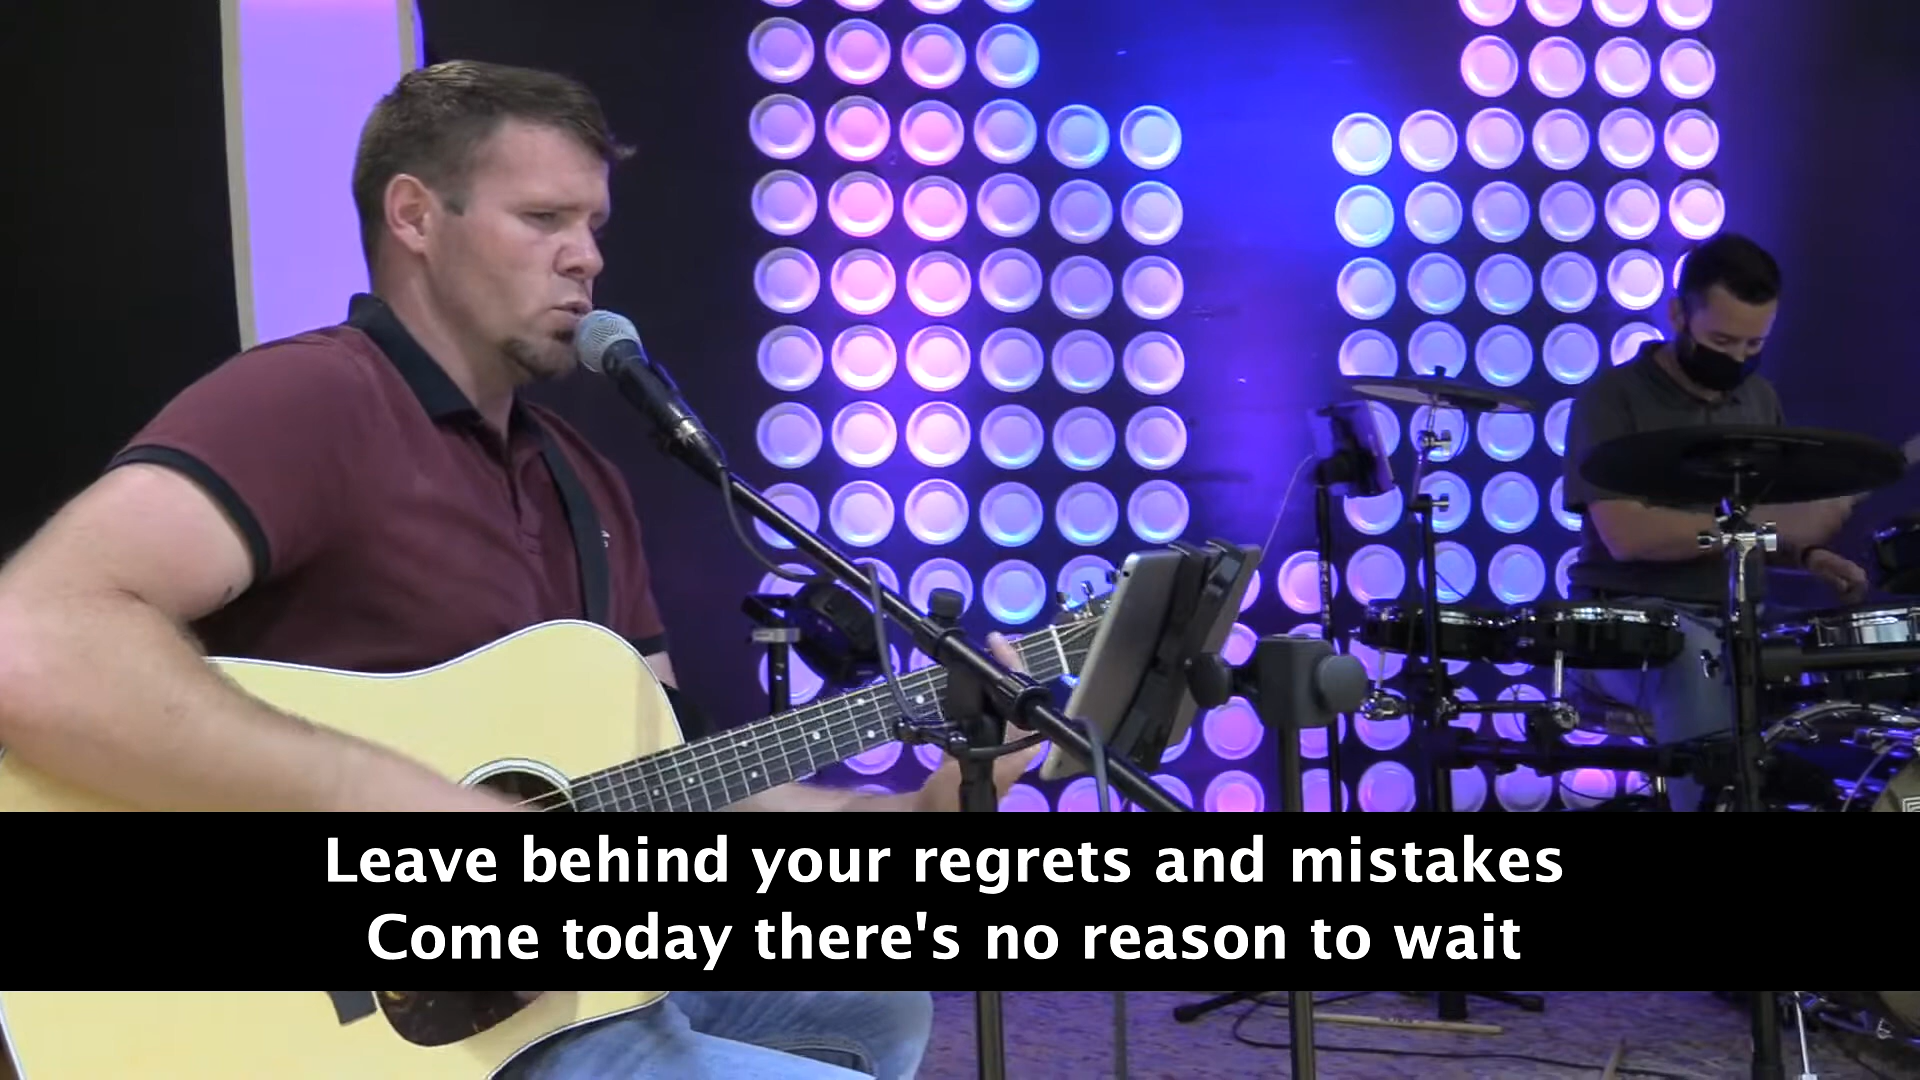 Leave behind your regrets and mistakes
Come today there's no reason to wait